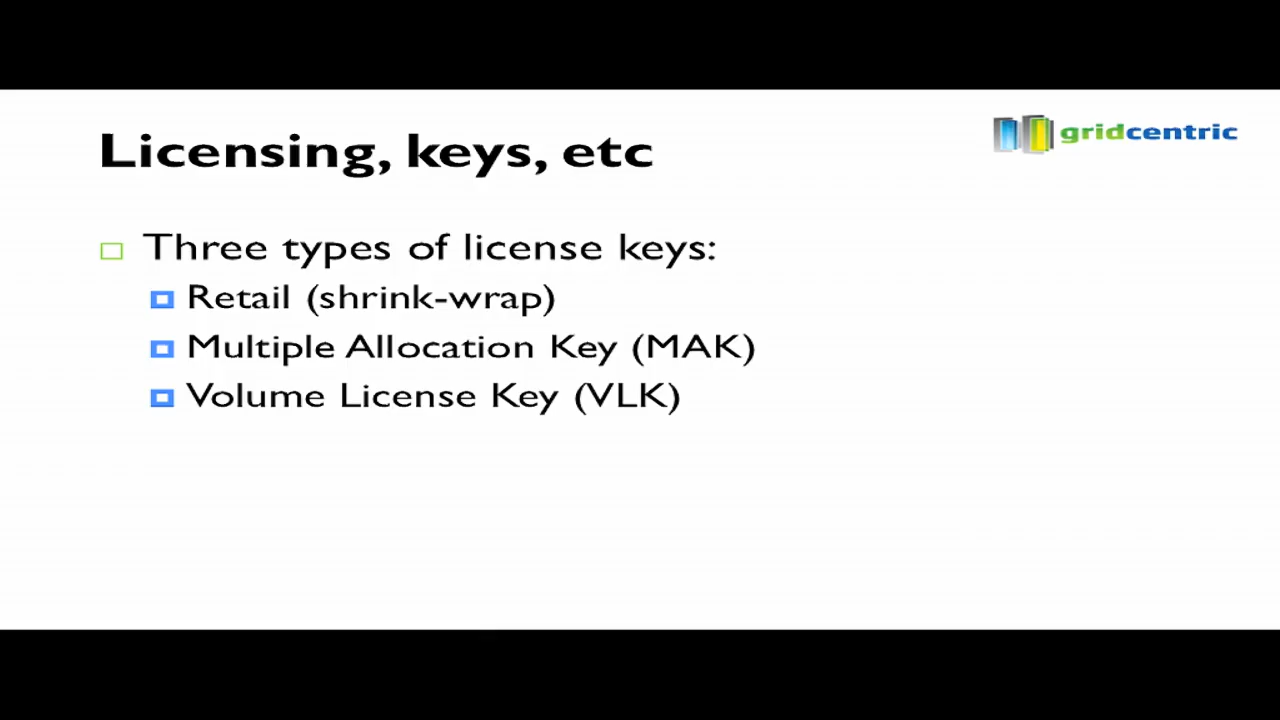 Licensing, keys, etc
gridcentric
Three types of license keys:
Retail (shrink-wrap)
Multiple Allocation Key (MAK)
Volume License Key (VLK)